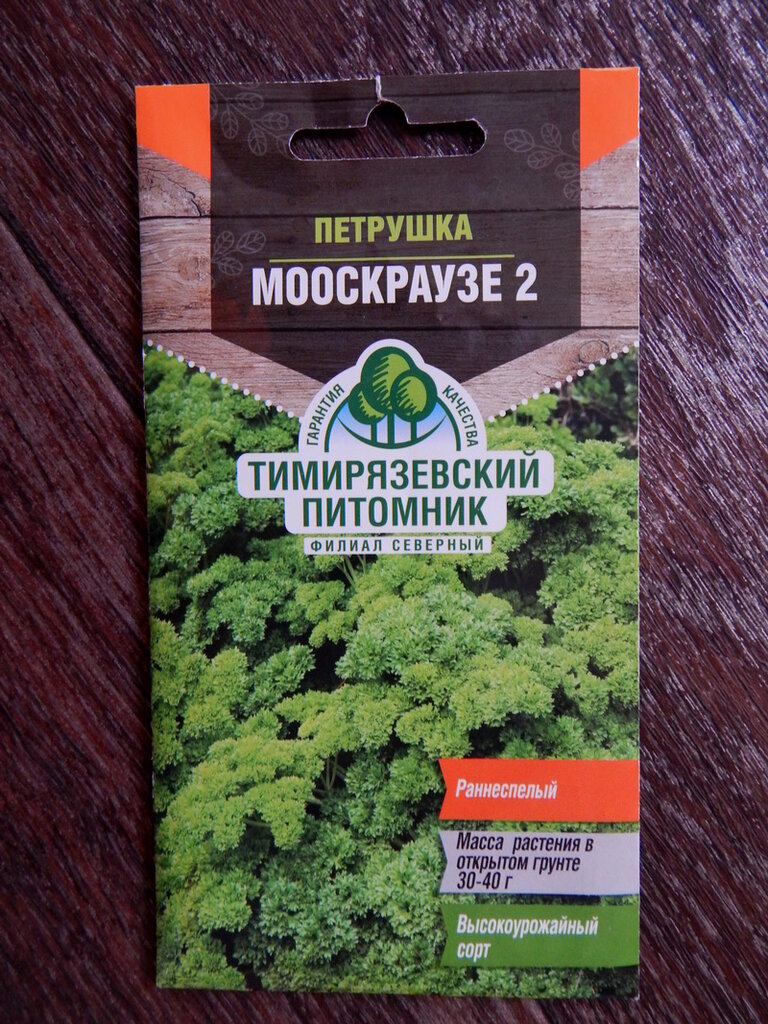 ПЕТРУШКА
МООСКРАУЗЕ 2
ГАРАНТИЯ КАЧЕСТВА
ТИМИРЯЗЕВСКИЙ
ПИТОМНИК
ФИЛИАЛ СЕВЕРНЫЙ
Раннеспелый
Масса растения в
открытом грунте
30-40 г
Высокоурожайный
сорт